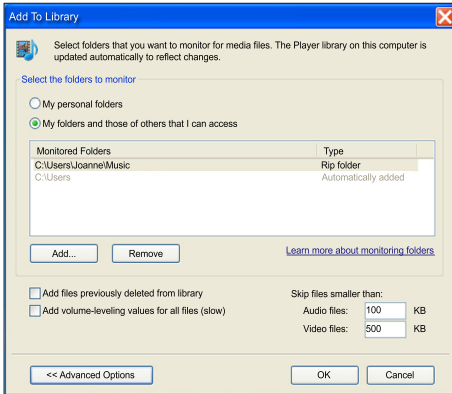 Add To Library
Select folders that you want to monitor for media files. The Player library on this computer is
updated automatically to reflect changes.
Select the folders to monitor
My personal folders
My folders and those of others that I can access
Monitored Folders Type
C:\Users\Joanne\Music Rip folder
C:\Users Automatically added
Add... Remove Learn more about monitoring folders
Add files previously deleted from library Skip files smaller than:
Add volume-leveling values for all files (slow) Audio files: 100 KB
Video files: 500 KB
<< Advanced Options OK Cancel